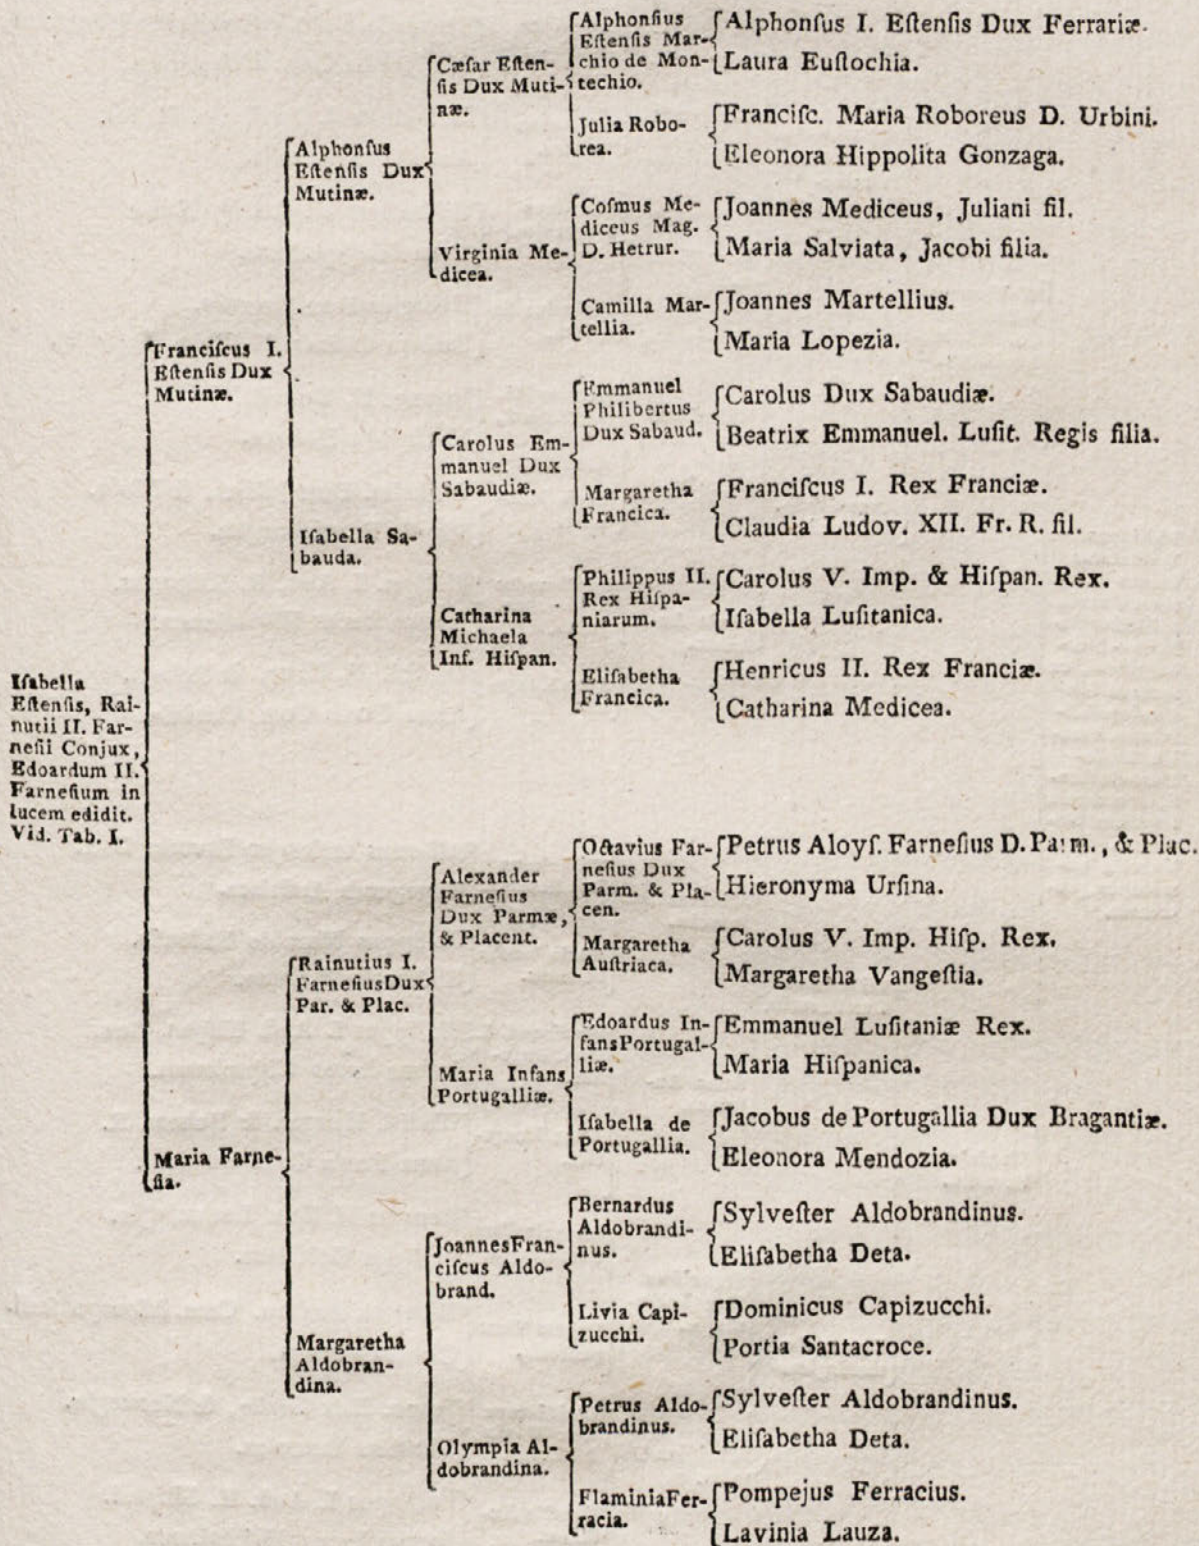 Isabella
Eſtenſis, Rai-
nutii II. Far-
neſii Conjux,
Edoardum II.
Farneſium in
lucem edidit.
Vid. Tab. I.
Franciſcus I.
Eſtenſis Dux
Mutinæ.
Maria Farne-
ſia.
Alphonſus
Eſtenſis Dux
Mutinæ.
Iſabella Sa-
bauda.
Rainutius I.
Farneſius Dux
Par. & Plac.
Margaretha
Aldobran-
dina.
Cæſar Eſten-
ſis Dux Muti-
næ.
Virginia Me-
dicea.
Carolus Em-
manuel Dux
Sabaudiæ.
Catharina
Michaela
Inf. Hiſpan.
Alexander
Farneſius
Dux Parmæ,
& Placent.
Maria Infans
Portugalliæ.
Joannes Fran-
ciſcus Aldo-
brand.
Olympia Al-
dobrandina.
Alphonſius
Eſtenſis Mar-
chio de Mon-
techio.
Julia Robo-
rea.
Coſmus Me-
diceus Mag.
D. Hetrur.
Camilla Mar-
tellia.
Emmanuel
Philibertus
Dux Sabaud.
Margaretha
Francica.
Philippus II.
Rex Hiſpa-
niarum.
Eliſabetha
Francica.
Octavius Far-
neſius Dux
Parm. & Pla-
cen.
Margaretha
Auſtriaca.
Edoardus In-
fans Portugal-
liæ.
Iſabella de
Portugallia.
Bernardus
Aldobrandi-
nus.
Livia Capi-
zucchi.
Petrus Aldo-
brandinus.
Flaminia Fer-
racia.
Alphonſus I. Eſtenſis Dux Ferrariæ.
Laura Euſtochia.
Franciſc. Maria Roboreus D. Urbini.
Eleonora Hippolita Gonzaga.
Joannes Mediceus, Juliani fil.
Maria Salviata, Jacobi filia.
Joannes Martellius.
Maria Lopezia.
Carolus Dux Sabaudiæ.
Beatrix Emmanuel. Luſit. Regis filia.
Franciſcus I. Rex Franciæ.
Claudia Ludov. XII. Fr. R. fil.
Carolus V. Imp. & Hiſpan. Rex.
Iſabella Luſitanica.
Henricus II. Rex Franciæ.
Catharina Medicea.
Petrus Aloyſ. Farneſius D. Parm., & Plac.
Hieronyma Urſina.
Carolus V. Imp. Hiſp. Rex.
Margaretha Vangeſtia.
Emmanuel Luſitaniæ Rex.
Maria Hiſpanica.
Jacobus de Portugallia Dux Bragantiæ.
Eleonora Mendozia.
Sylveſter Aldobrandinus.
Eliſabetha Deta.
Dominicus Capizucchi.
Portia Santacroce.
Sylveſter Aldobrandinus.
Eliſabetha Deta.
Pompejus Ferracius.
Lavinia Lauza.